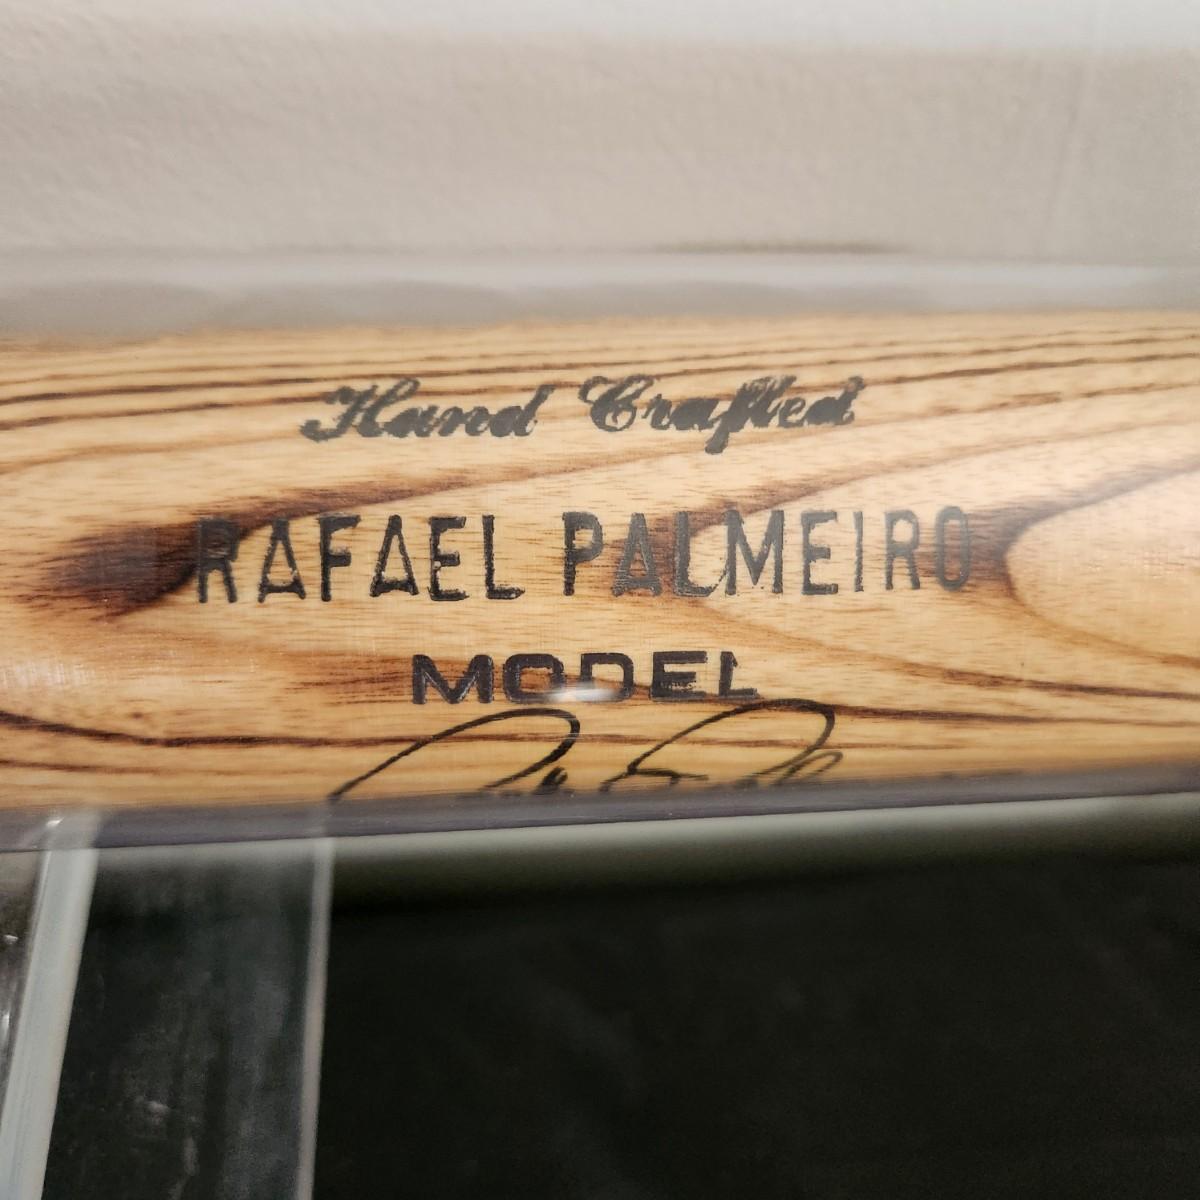 Hand Crafted
RAFAEL PALMEIRO
MODEL